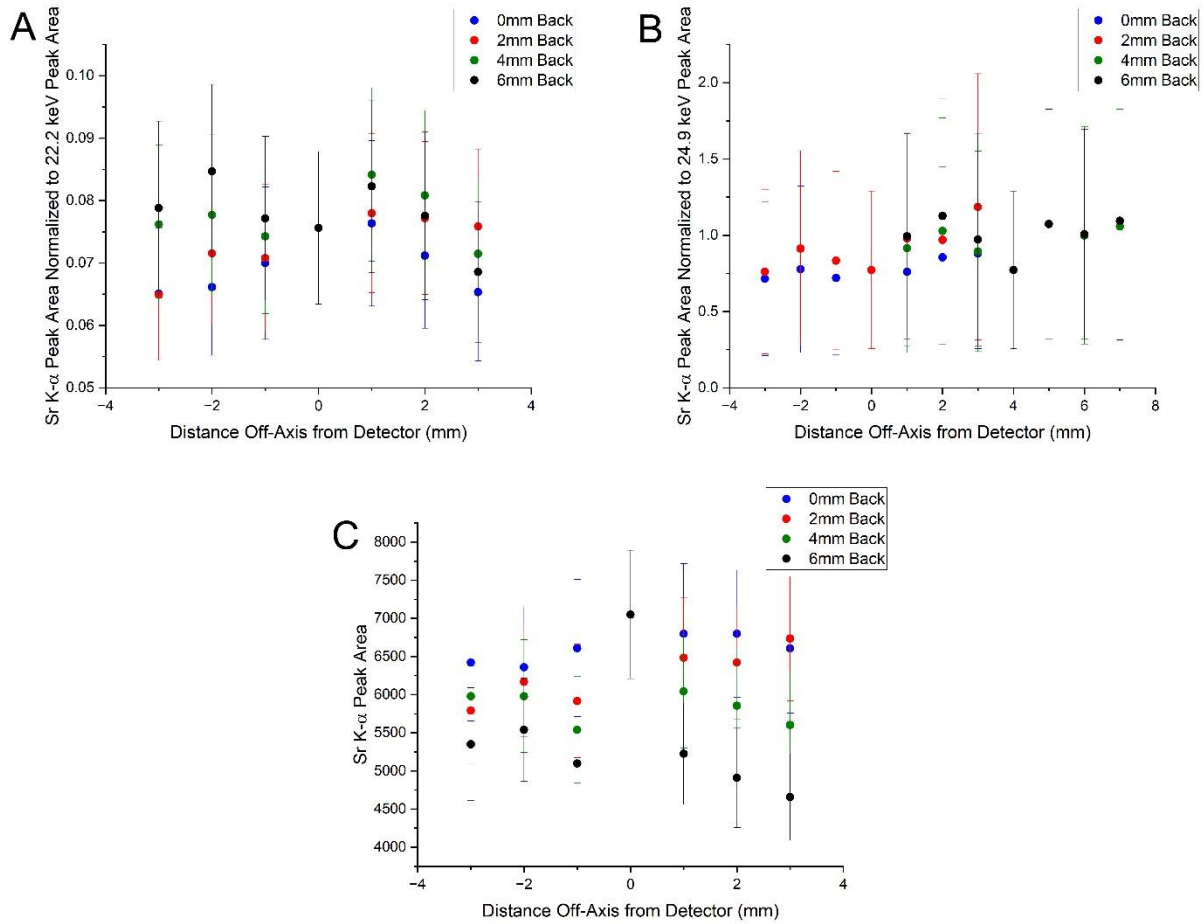 A
Sr K-α Peak Area Normalized to 22.2 keV Peak Area
0.10
0.09
0.08
0.07
0.06
0.05
−4
−2
0
2
4
Distance Off-Axis from Detector (mm)
0mm Back
2mm Back
4mm Back
6mm Back
B
Sr K-α Peak Area Normalized to 24.9 keV Peak Area
2.0
1.5
1.0
0.5
0.0
−4
−2
0
2
4
6
8
Distance Off-Axis from Detector (mm)
0mm Back
2mm Back
4mm Back
6mm Back
C
Sr K-α Peak Area
8000
7500
7000
6500
6000
5500
5000
4500
4000
−4
−2
0
2
4
Distance Off-Axis from Detector (mm)
0mm Back
2mm Back
4mm Back
6mm Back